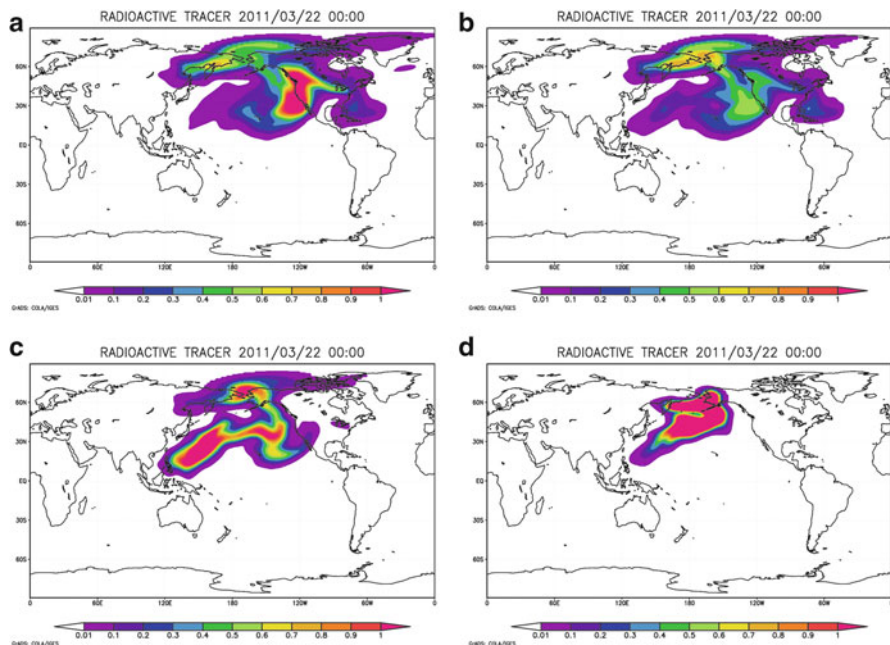 a
RADIOACTIVE TRACER 2011/03/22 00:00
60N
30N
EQ
30S
60S
0 60E 120E 180 120W 60W 0
0.01 0.1 0.2 0.3 0.4 0.5 0.6 0.7 0.8 0.9 1
GrADS: COLA/IGES
b
RADIOACTIVE TRACER 2011/03/22 00:00
60N
30N
EQ
30S
60S
0 60E 120E 180 120W 60W 0
0.01 0.1 0.2 0.3 0.4 0.5 0.6 0.7 0.8 0.9 1
GrADS: COLA/IGES
c
RADIOACTIVE TRACER 2011/03/22 00:00
60N
30N
EQ
30S
60S
0 60E 120E 180 120W 60W 0
0.01 0.1 0.2 0.3 0.4 0.5 0.6 0.7 0.8 0.9 1
GrADS: COLA/IGES
d
RADIOACTIVE TRACER 2011/03/22 00:00
60N
30N
EQ
30S
60S
0 60E 120E 180 120W 60W 0
0.01 0.1 0.2 0.3 0.4 0.5 0.6 0.7 0.8 0.9 1
GrADS: COLA/IGES